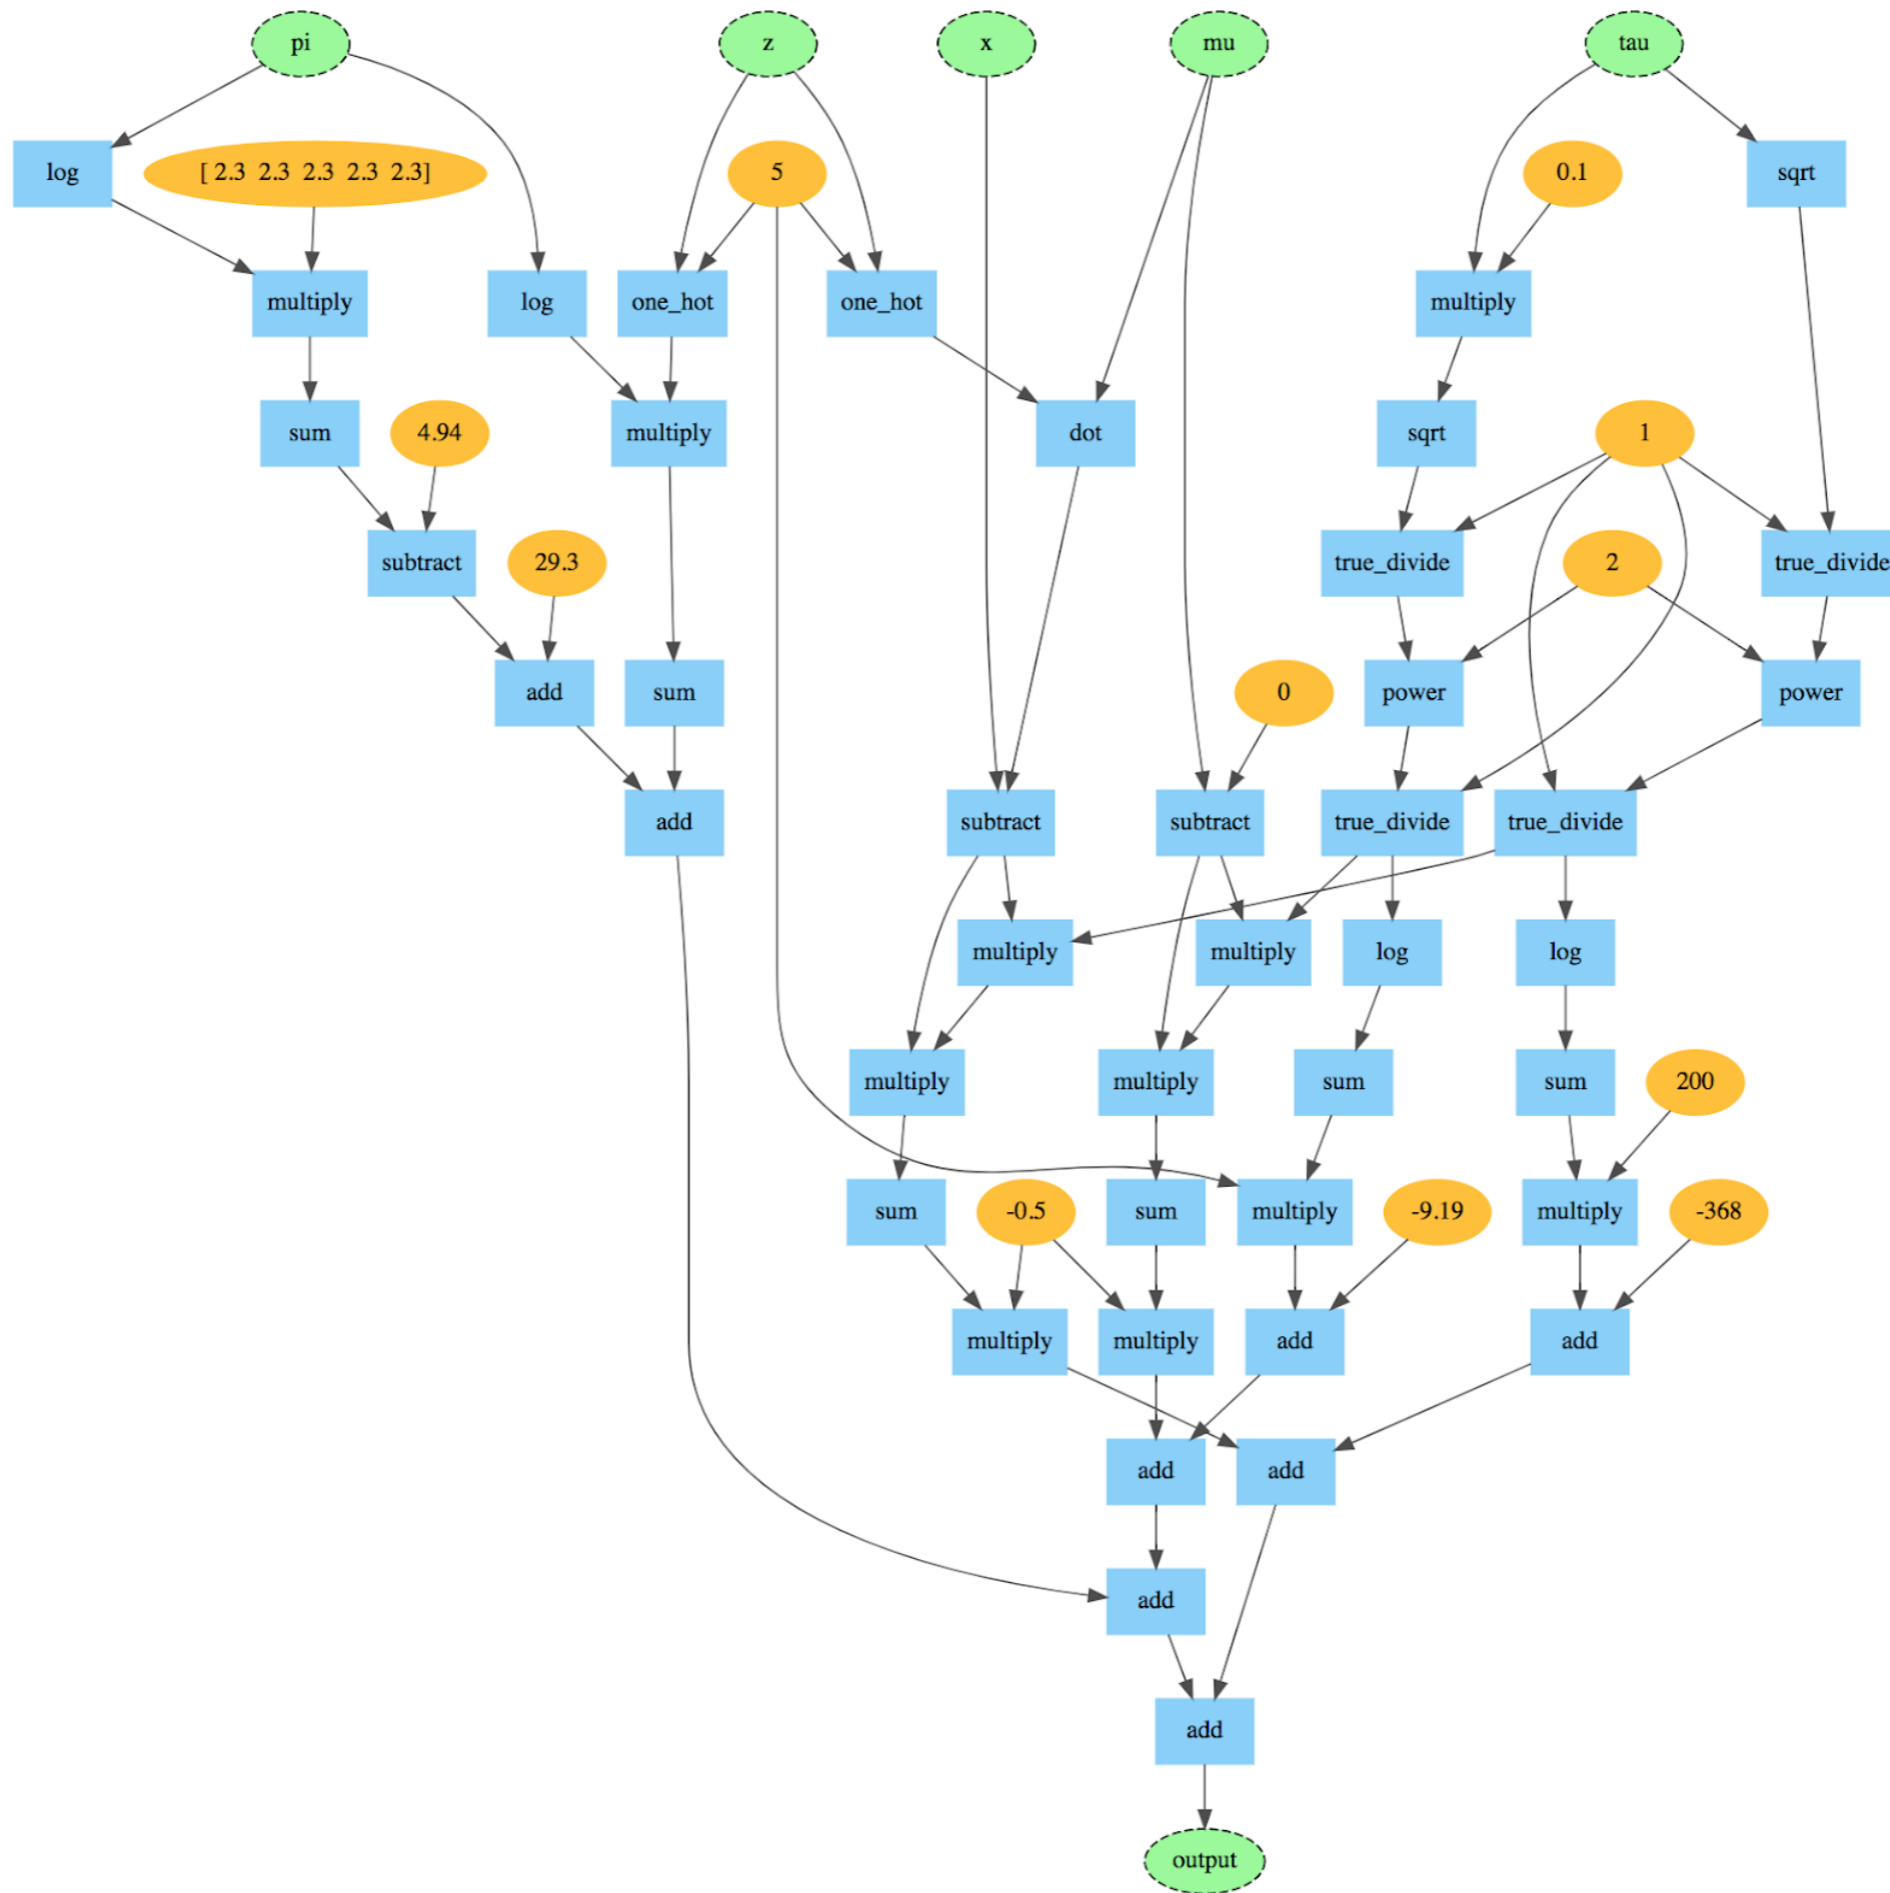 pi z x mu tau
log [ 2.3 2.3 2.3 2.3 2.3] 5 0.1 sqrt
multiply log one_hot one_hot multiply
sum 4.94 multiply dot sqrt 1
subtract 29.3 true_divide 2 true_divide
add sum 0 power power
add subtract subtract true_divide true_divide
multiply multiply log log
multiply multiply sum sum 200
sum -0.5 sum multiply -9.19 multiply -368
multiply multiply add add
add add
add
add
output